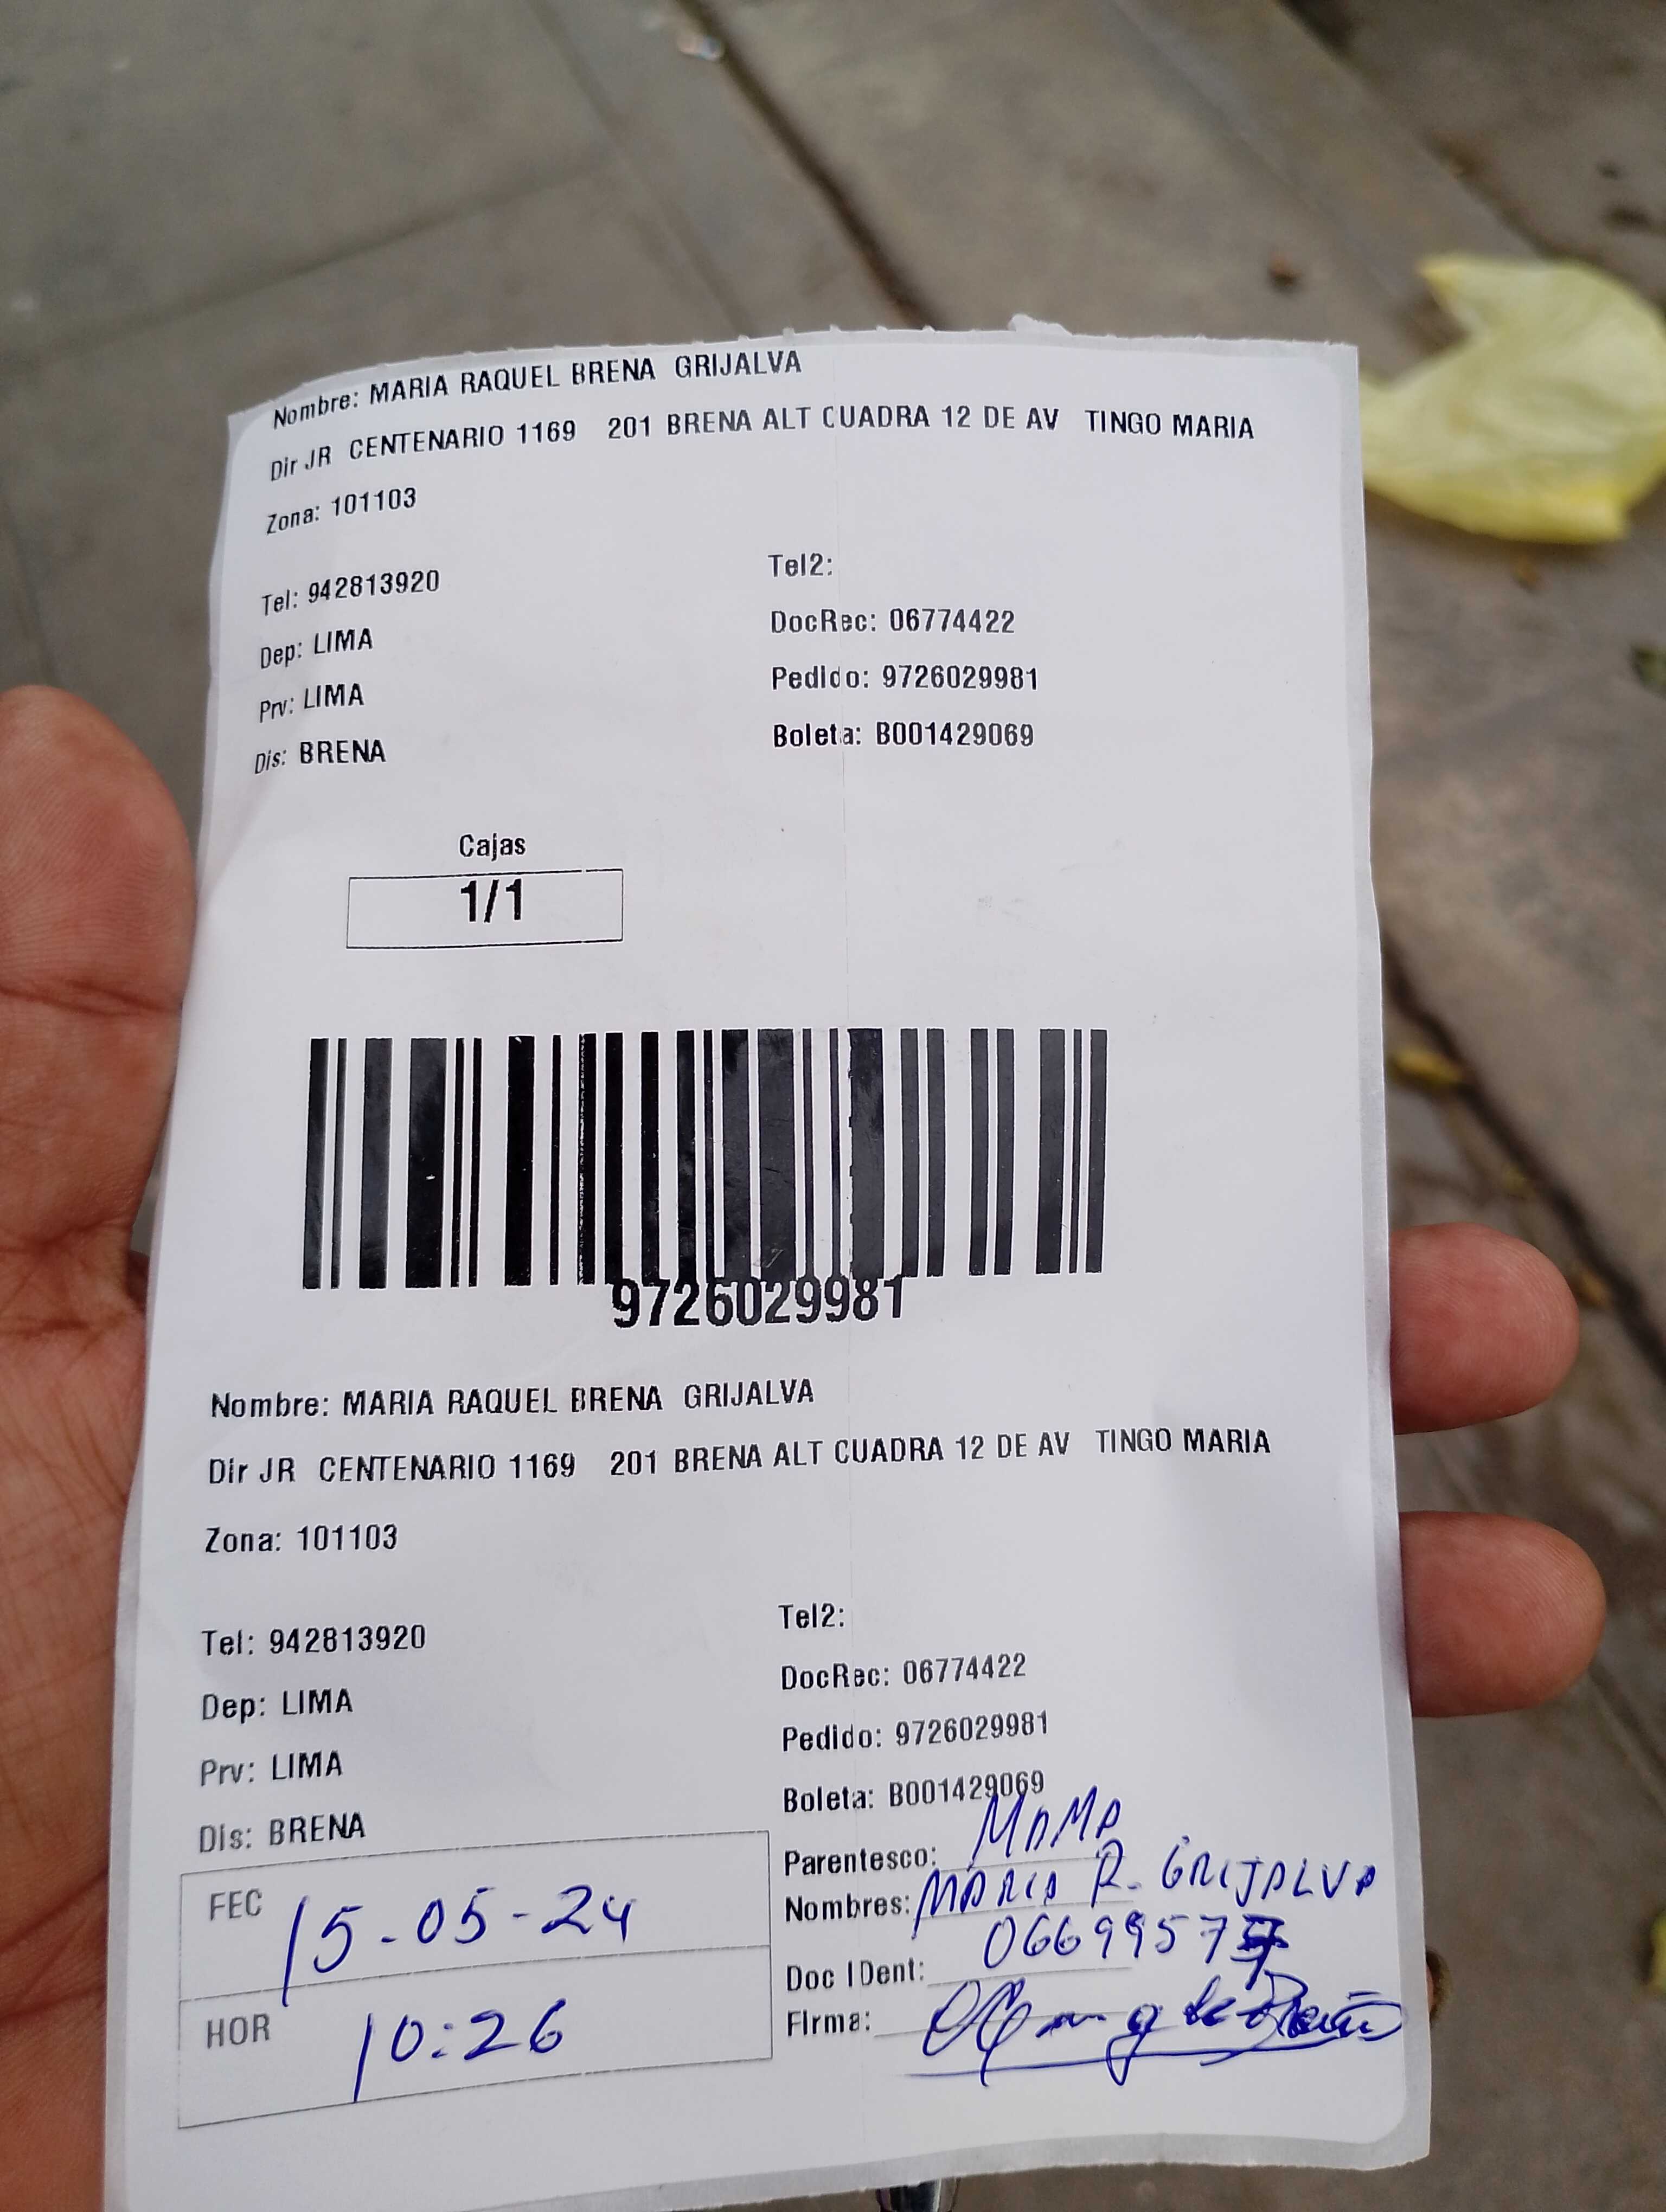 Nombre: MARIA RAQUEL BRENA GRIJALVA
Dir JR CENTENARIO 1169 201 BRENA ALT CUADRA 12 DE AV TINGO MARIA
Zona: 101103
Tel: 942813920
Tel2:
Dep: LIMA
DocRec: 06774422
Prv: LIMA
Pedido: 9726029981
Dis: BRENA
Boleta: B001429069
Cajas
1/1
9726029981
Nombre: MARIA RAQUEL BRENA GRIJALVA
Dir JR CENTENARIO 1169 201 BRENA ALT CUADRA 12 DE AV TINGO MARIA
Zona: 101103
Tel: 942813920
Tel2:
Dep: LIMA
DocRec: 06774422
Prv: LIMA
Pedido: 9726029981
Dis: BRENA
Boleta: B001429069
Parentesco: MAMA
FEC 15-05-24
Nombres: MARIA R. GRIJALVA
Doc IDent:
HOR 10:26
Firma: